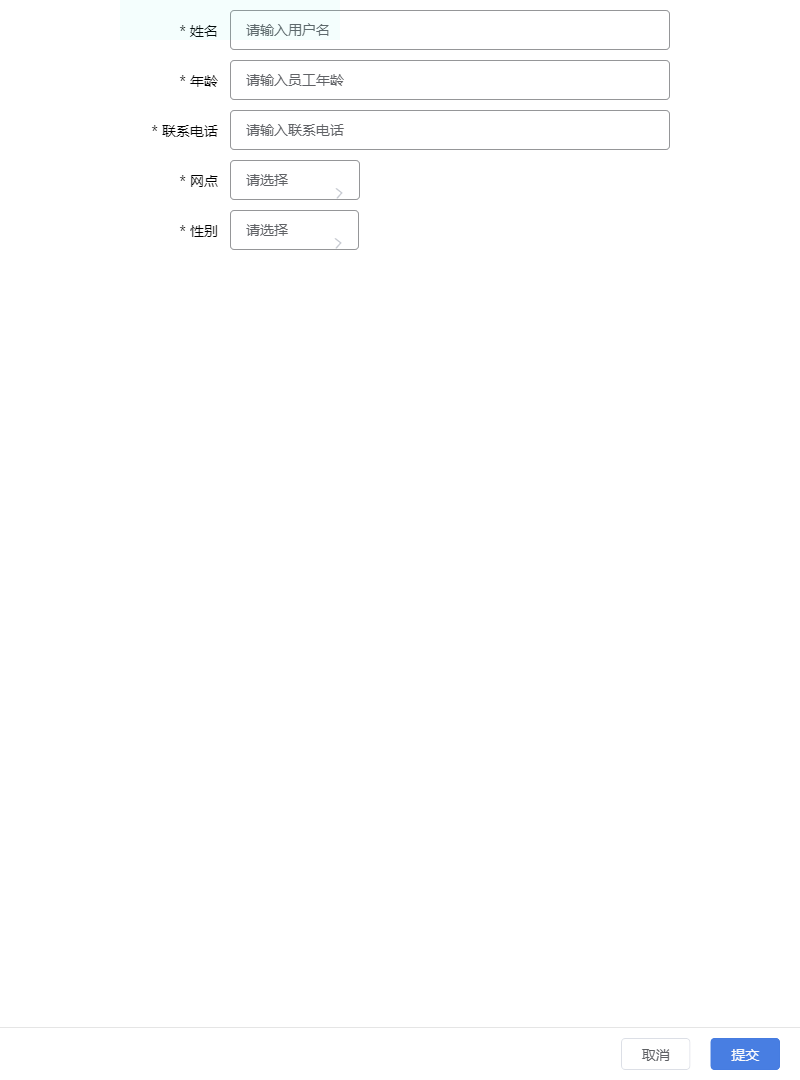 * 姓名 请输入用户名
* 年龄 请输入员工年龄
* 联系电话 请输入联系电话
* 网点 请选择
* 性别 请选择
取消 提交